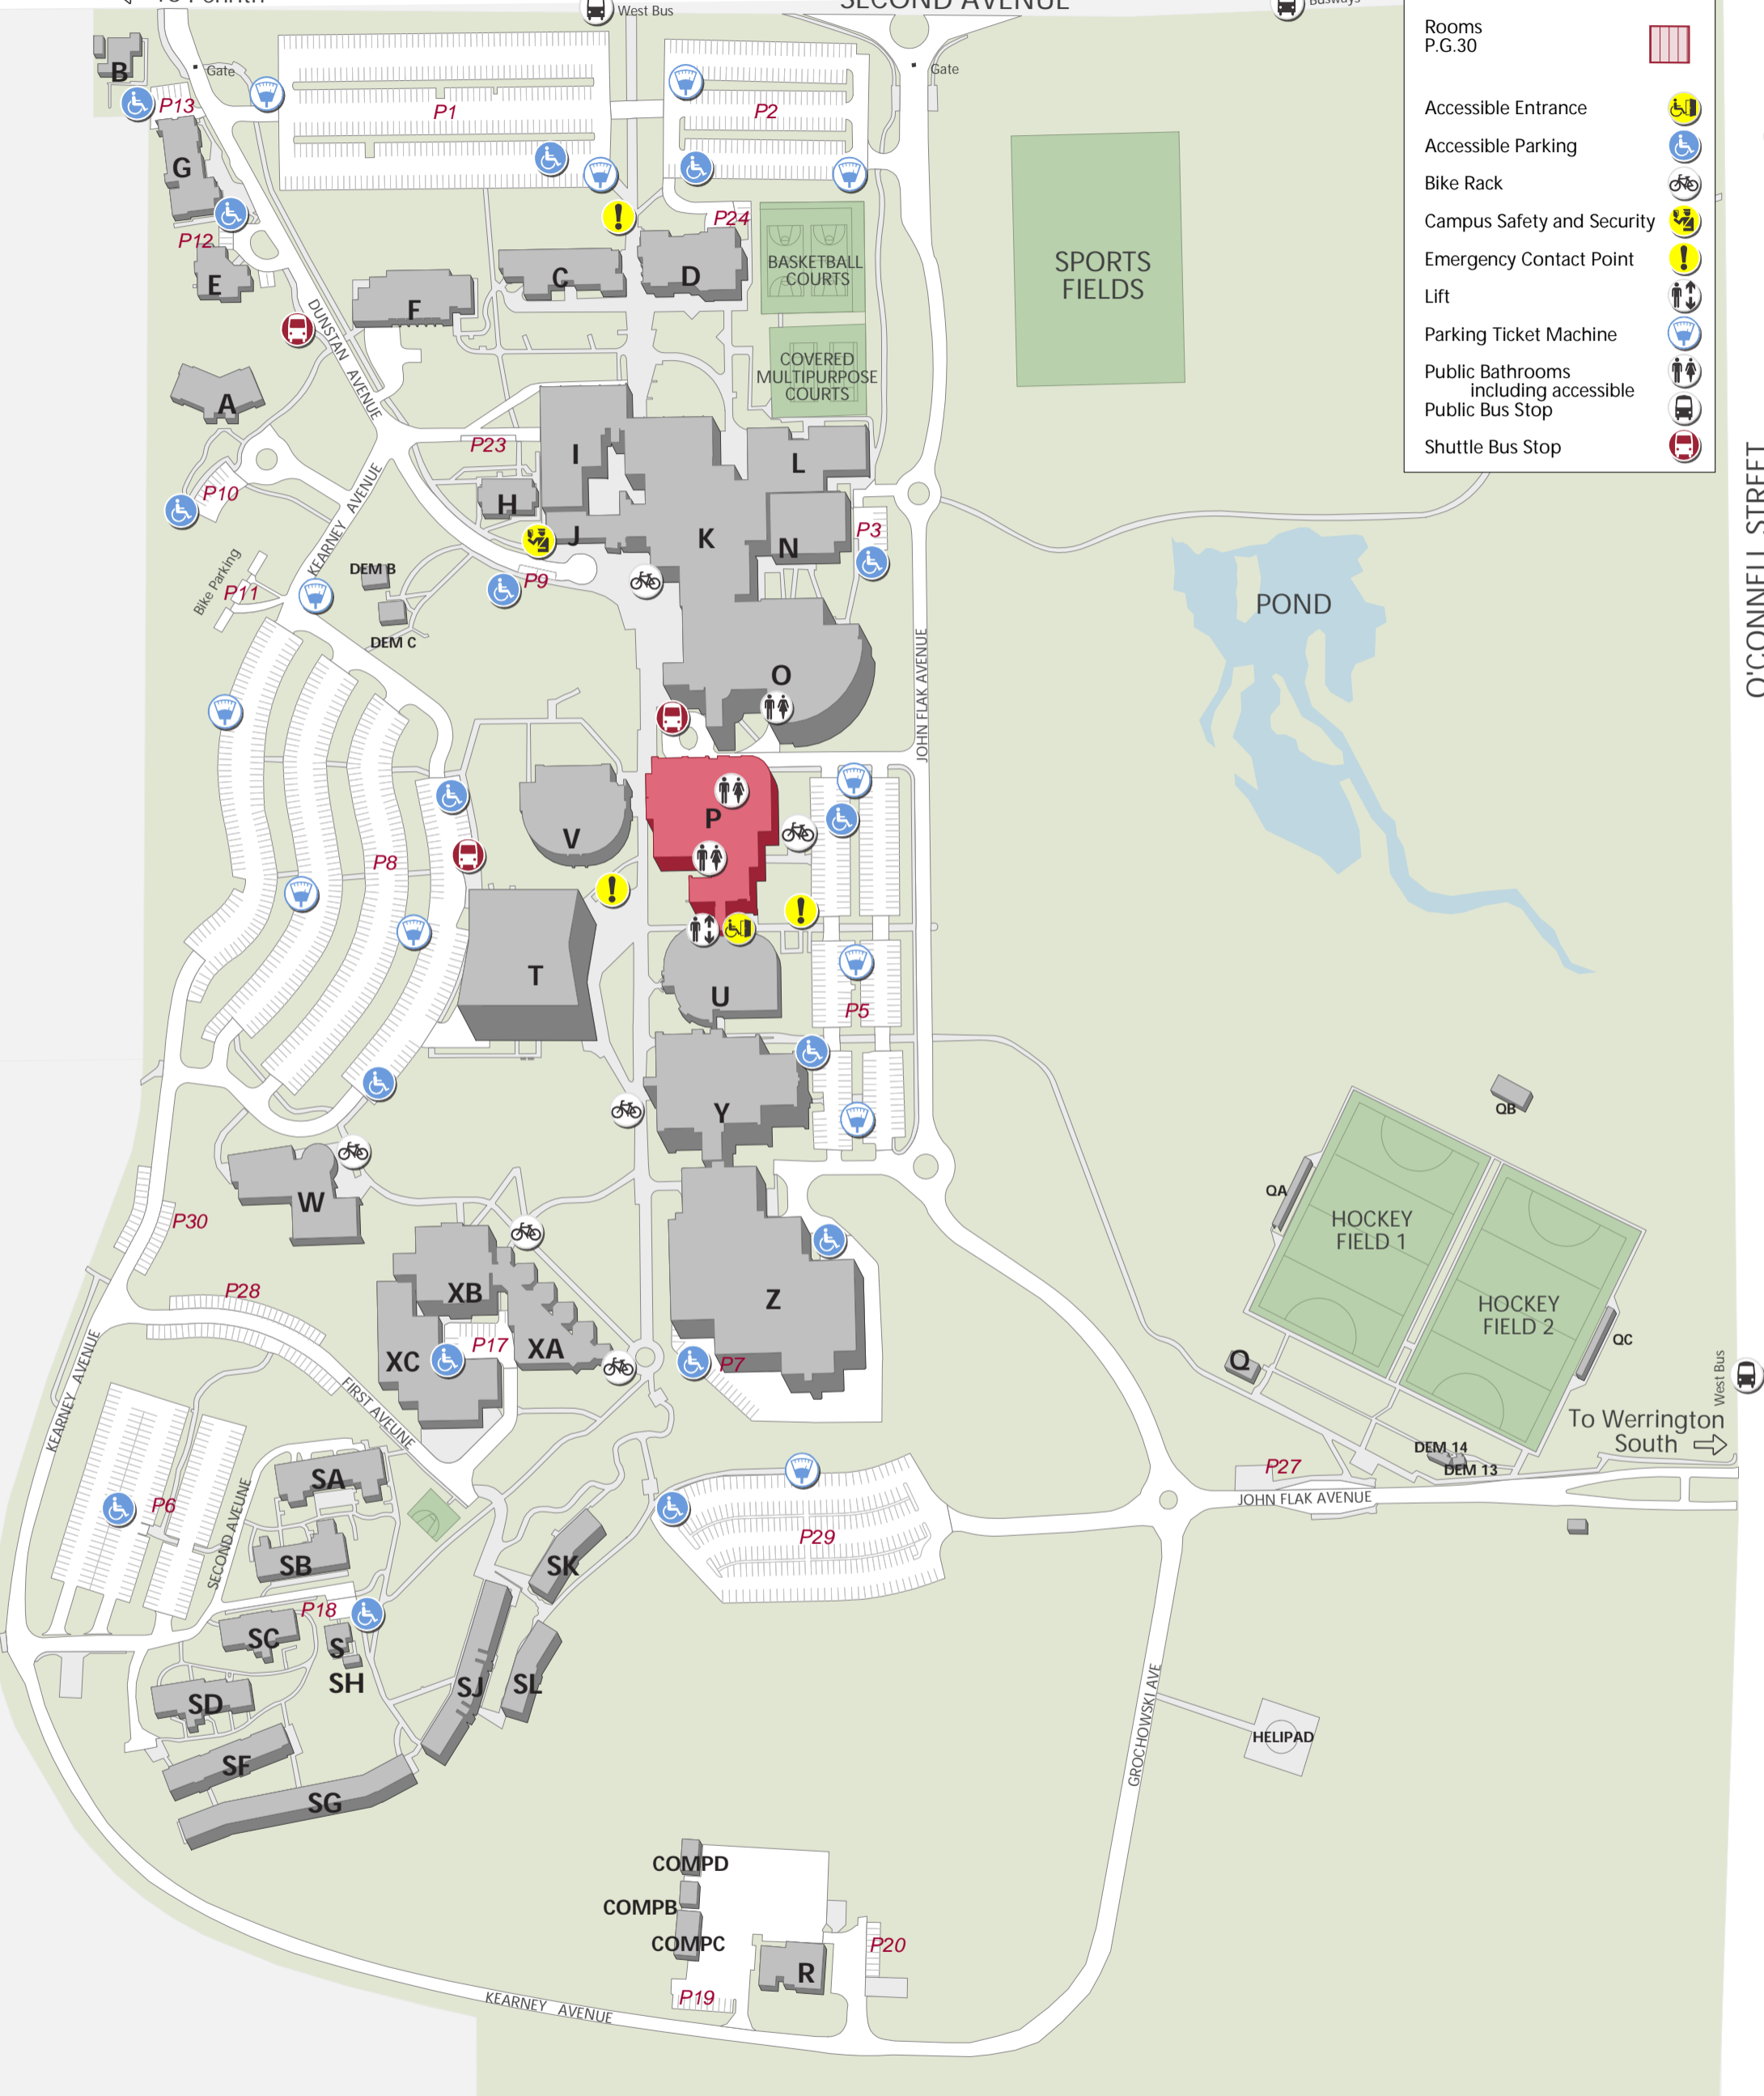 To Penrith
West Bus
SECOND AVENUE
Busways
Rooms
P.G.30
Accessible Entrance
Accessible Parking
Bike Rack
Campus Safety and Security
Emergency Contact Point
Lift
Parking Ticket Machine
Public Bathrooms
including accessible
Public Bus Stop
Shuttle Bus Stop
B
Gate
Gate
P13
P1
P2
G
P12
P24
E
C
D
BASKETBALL
COURTS
SPORTS
FIELDS
F
DUNSTAN AVENUE
COVERED
MULTIPURPOSE
COURTS
A
P23
I
L
P10
H
KEARNEY AVENUE
J
K
N
P3
O'CONNELL STREET
Bike Parking
P11
DEM B
P9
DEM C
POND
O
JOHN FLAK AVENUE
P
V
P8
T
U
P5
Y
QB
W
QA
P30
HOCKEY
FIELD 1
P28
XB
Z
HOCKEY
FIELD 2
QC
P17
XA
XC
P7
Q
West Bus
KEARNEY AVENUE
FIRST AVEUNE
To Werrington
South
DEM 14
DEM 13
P27
JOHN FLAK AVENUE
SA
P6
SECOND AVEUNE
P29
SB
SK
P18
SC
S
SH
SJ
SL
SD
GROCHOWSKI AVE
HELIPAD
SF
SG
COMPD
COMPB
COMPC
P20
R
P19
KEARNEY AVENUE